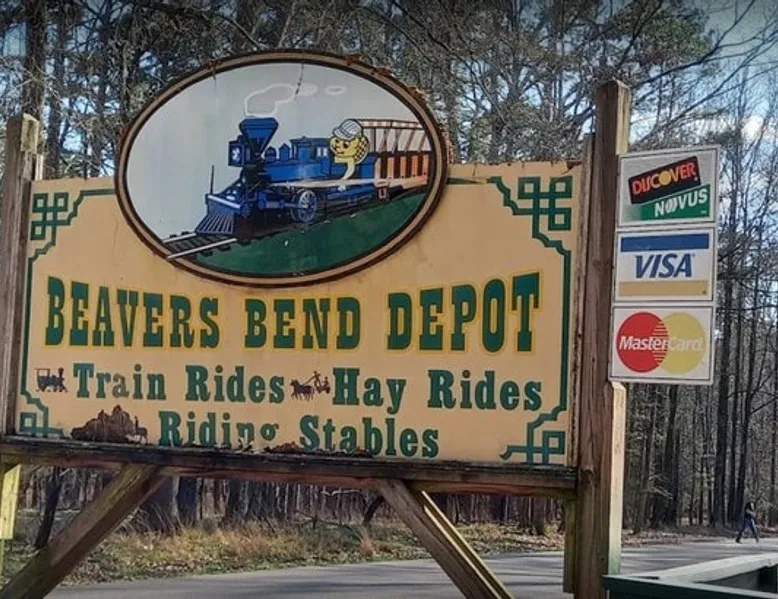 BEAVERS BEND DEPOT
Train Rides Hay Rides
Riding Stables
DISCOVER
NOVUS
VISA
MasterCard